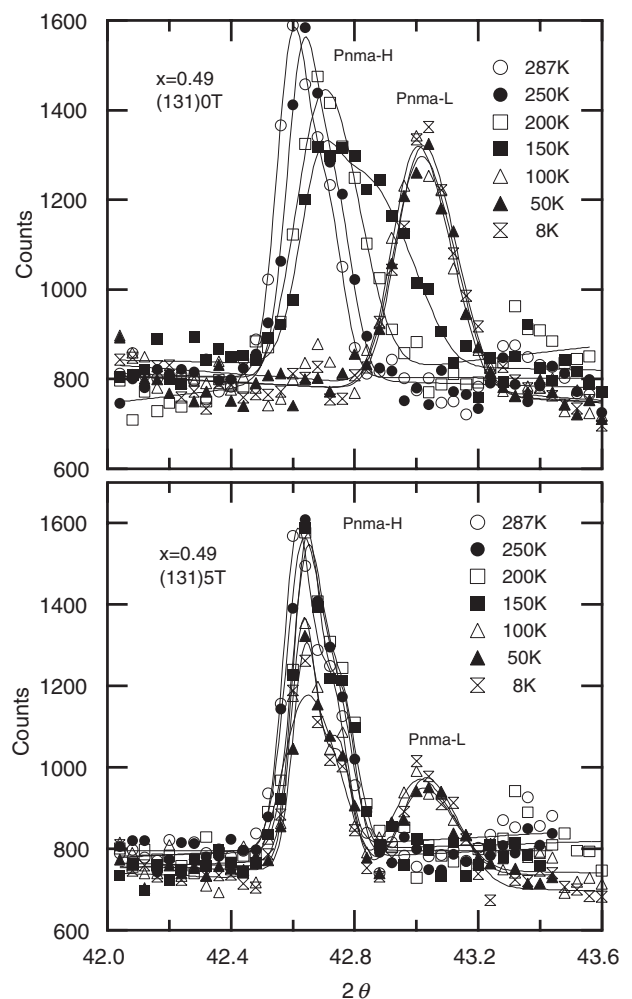 1600
1400
1200
1000
800
600
Counts
x=0.49
(131)0T
Pnma-H
Pnma-L
287K
250K
200K
150K
100K
50K
8K
1600
1400
1200
1000
800
600
Counts
x=0.49
(131)5T
Pnma-H
Pnma-L
287K
250K
200K
150K
100K
50K
8K
42.0 42.4 42.8 43.2 43.6
2 θ